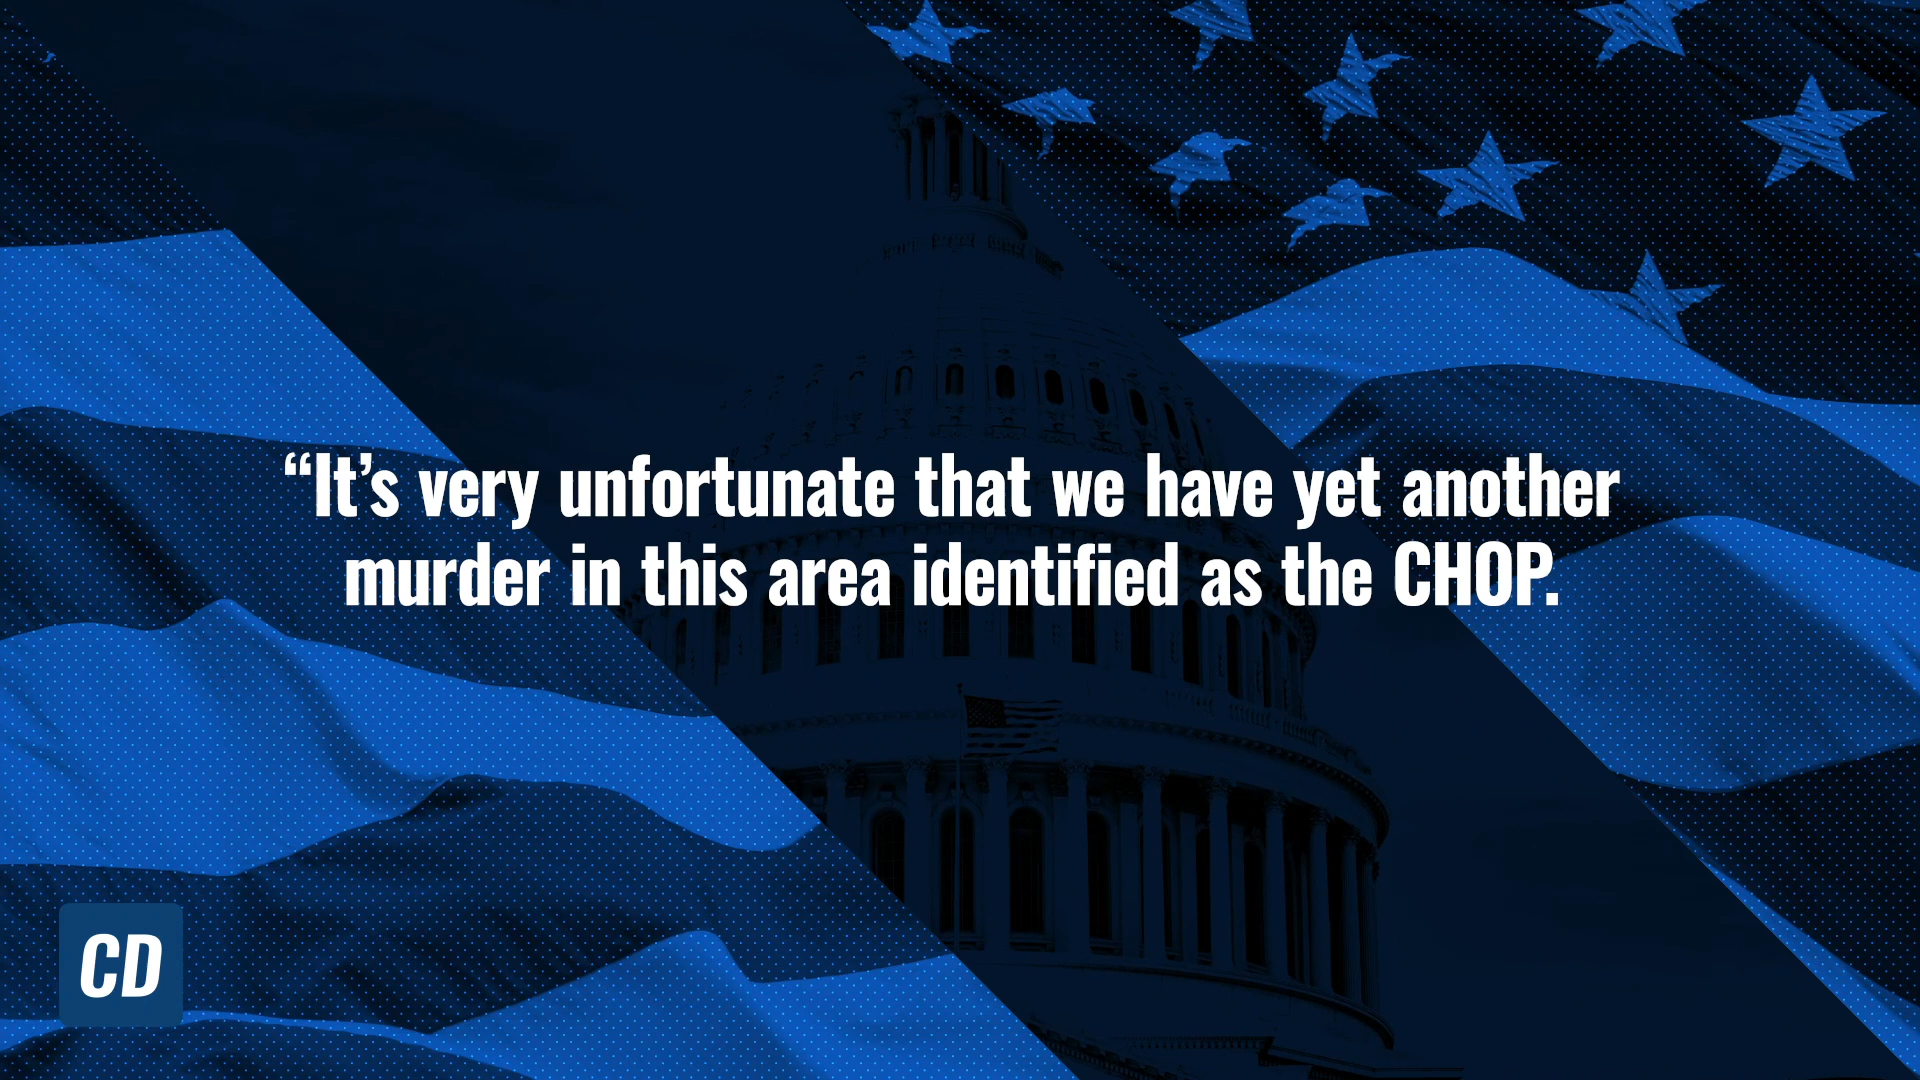 “It’s very unfortunate that we have yet another
murder in this area identified as the CHOP.
CD